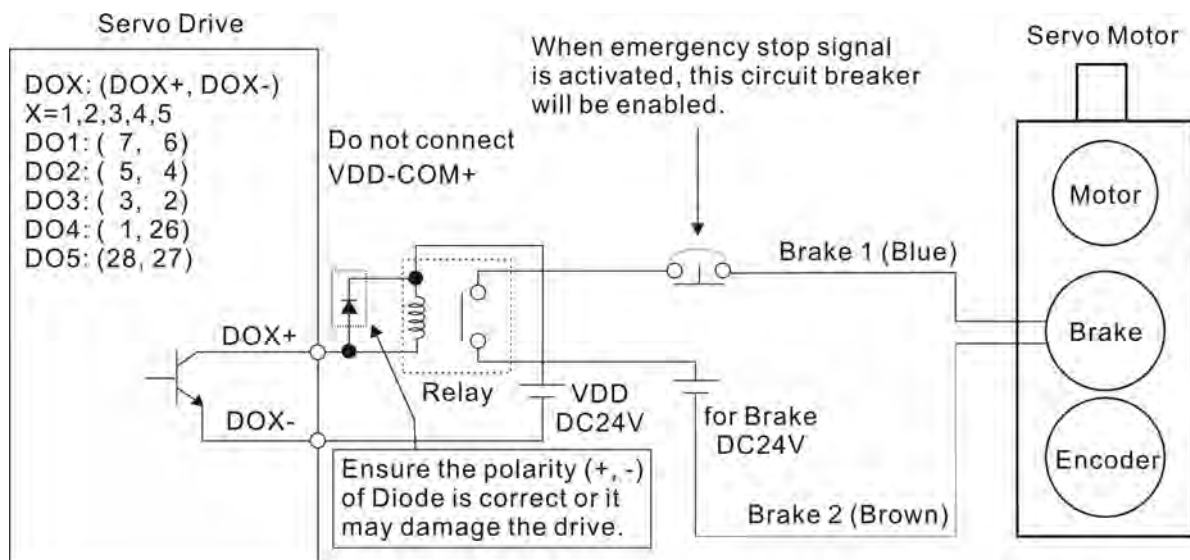 Servo Drive
DOX: (DOX+, DOX-)
X=1,2,3,4,5
DO1: ( 7, 6)
DO2: ( 5, 4)
DO3: ( 3, 2)
DO4: ( 1, 26)
DO5: (28, 27)
Do not connect
VDD-COM+
When emergency stop signal
is activated, this circuit breaker
will be enabled.
Servo Motor
Motor
Brake 1 (Blue)
Brake
DOX+
Relay
VDD
DC24V
for Brake
DC24V
DOX-
Ensure the polarity (+, -)
of Diode is correct or it
may damage the drive.
Encoder
Brake 2 (Brown)